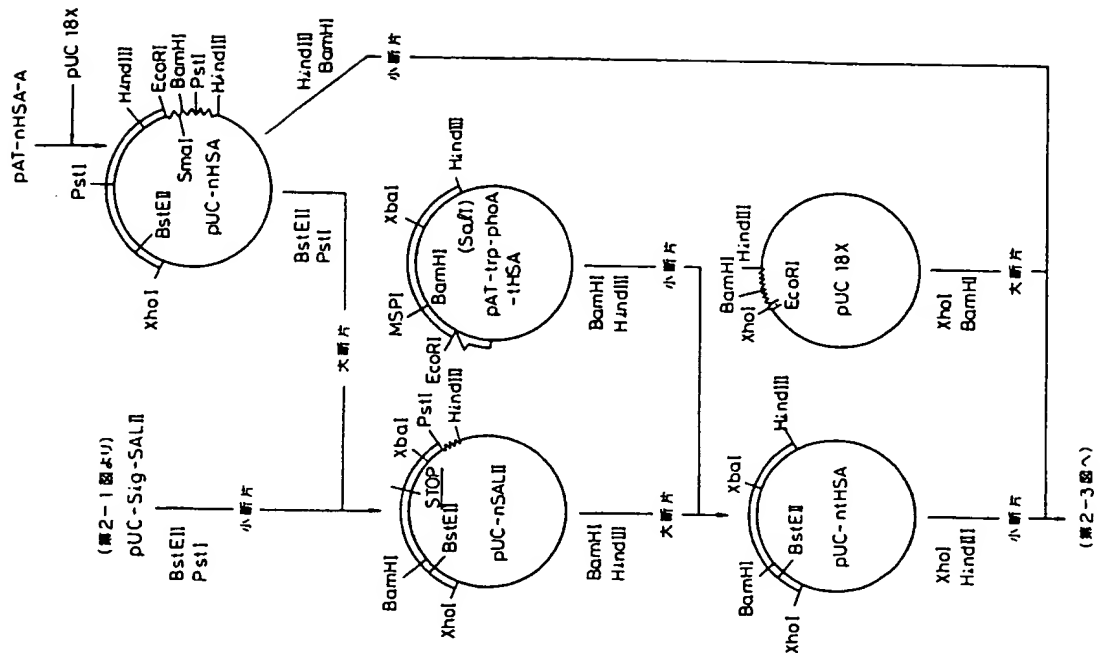 pAT-nHSA-A
pUC 18X
PstI
HindIII
EcoRI
BamHI
PstI
HindIII
SmaI
BstEII
XhoI
pUC-nHSA
HindIII
BamHI
小断片
BstEII
PstI
大断片
(第2-1図より)
pUC-Sig-SALII
BstEII
PstI
小断片
XbaI
PstI
HindIII
STOP
BstEII
BamHI
XhoI
pUC-nSALII
BamHI
HindIII
大断片
XbaI
HindIII
(SalI)
BamHI
MSPI
EcoRI
pAT-trp-phoA
-tHSA
BamHI
HindIII
小断片
XbaI
HindIII
BstEII
BamHI
XhoI
pUC-ntHSA
XhoI
HindIII
小断片
BamHI
HindIII
XhoI
EcoRI
pUC 18X
XhoI
BamHI
大断片
(第2-3図へ)